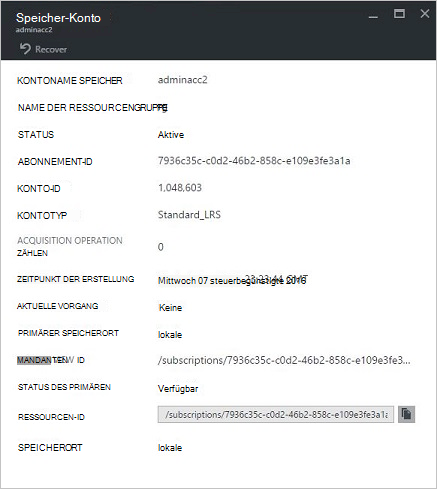 Speicher-Konto
adminacc2
Recover
KONTONAME SPEICHER adminacc2
NAME DER RESSOURCENGRUPPE
STATUS Aktive
ABONNEMENT-ID 7936c35c-c0d2-46b2-858c-e109e3fe3a1a
KONTO-ID 1,048,603
KONTOTYP Standard_LRS
ACQUISITION OPERATION
ZÄHLEN 0
ZEITPUNKT DER ERSTELLUNG Mittwoch 07 steuerbegünstigte 2016 23:23:44 GMT
AKTUELLE VORGANG Keine
PRIMÄRER SPEICHERORT lokale
MANDANTEN ID /subscriptions/7936c35c-c0d2-46b2-858c-e109e3fe3...
STATUS DES PRIMÄREN Verfügbar
RESSOURCEN-ID /subscriptions/7936c35c-c0d2-46b2-858c-e109e3fe3a1a
SPEICHERORT lokale